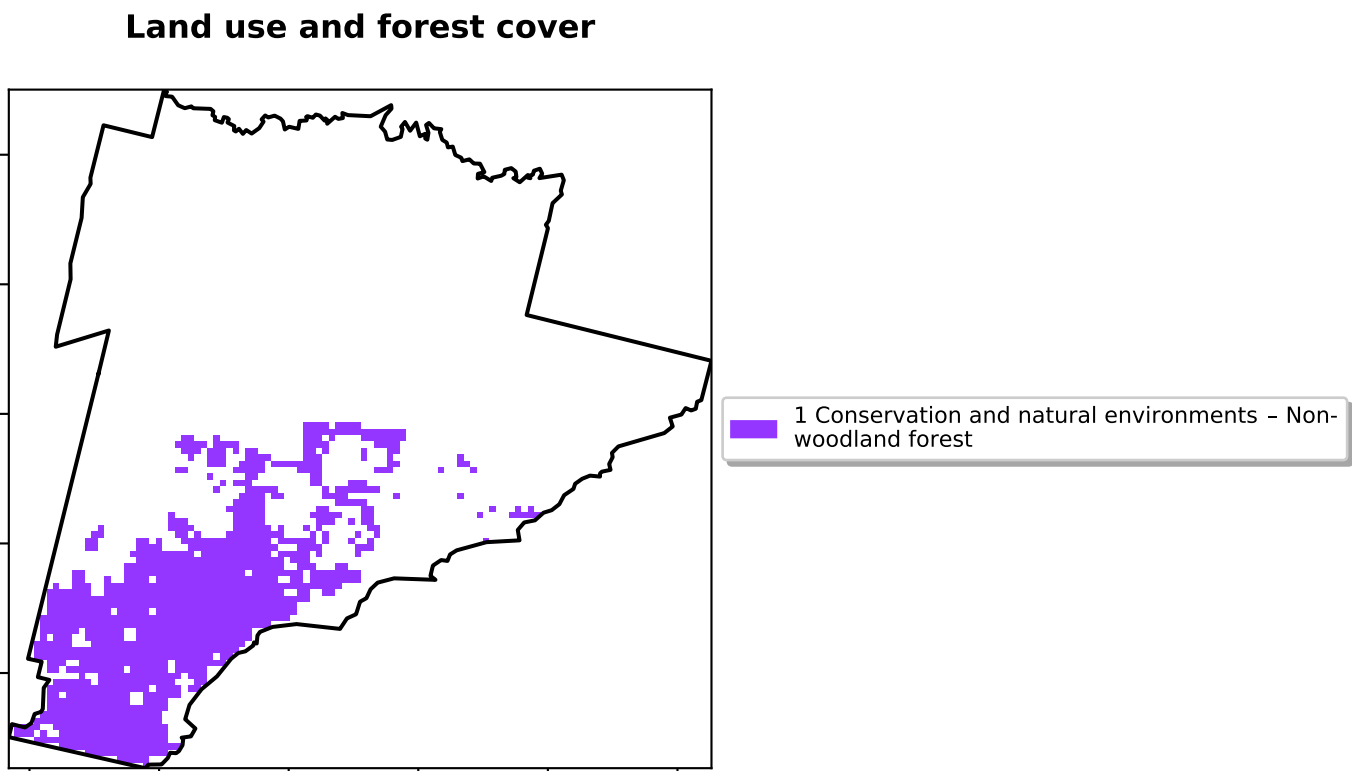 Land use and forest cover
1 Conservation and natural environments – Non-
woodland forest